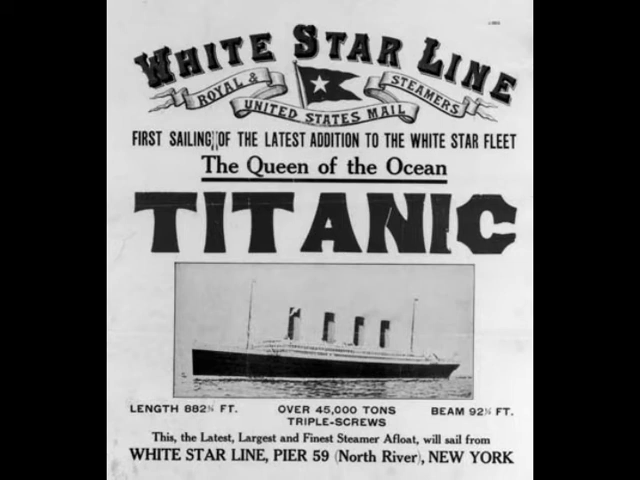 WHITE STAR LINE
ROYAL & UNITED STATES MAIL STEAMERS
FIRST SAILING OF THE LATEST ADDITION TO THE WHITE STAR FLEET
The Queen of the Ocean
TITANIC
LENGTH 882¾ FT. OVER 45,000 TONS BEAM 92½ FT.
TRIPLE-SCREWS
This, the Latest, Largest and Finest Steamer Afloat, will sail from
WHITE STAR LINE, PIER 59 (North River), NEW YORK